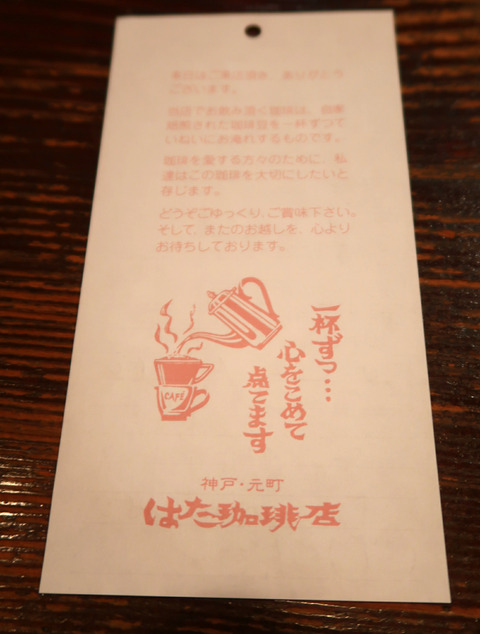 本日はご来店頂き ありがとう
ございます。
当店でお飲み頂く珈琲は、自家
焙煎された珈琲豆を一杯ずつて
いねいにお淹れするものです。
珈琲を愛する方々のために、私
達はこの珈琲を大切にしたいと
存じます。
どうぞごゆっくり、ご賞味下さい。
そして、またのお越しを、心より
お待ちしております。
一杯ずつ…
心をこめて
点てます
CAFÉ
神戸・元町
はた珈琲店